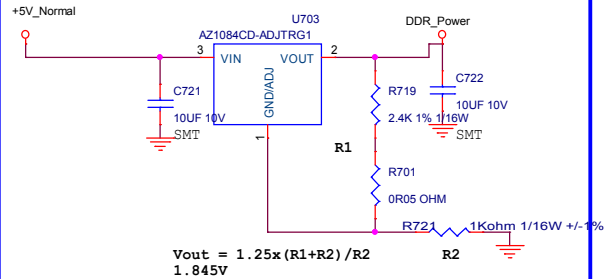 +5V_Normal
U703
DDR_Power
AZ1084CD-ADJTRG1
3
VIN
VOUT
2
GND/ADJ
1
C721
10UF 10V
SMT
C722
10UF 10V
SMT
R719
2.4K 1% 1/16W
R1
R701
0R05 OHM
R721
1Kohm 1/16W +/-1%
R2
Vout = 1.25x(R1+R2)/R2
1.845V